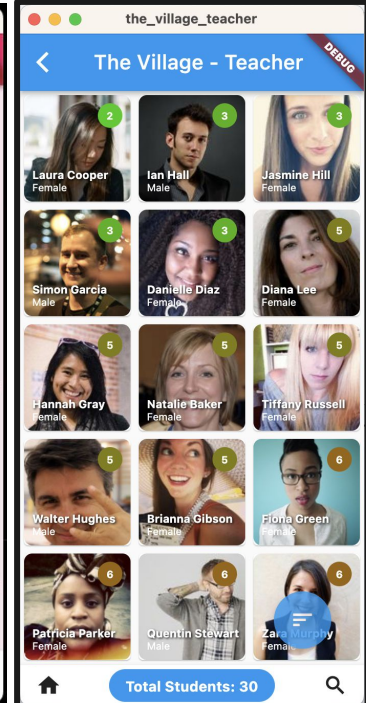 the_village_teacher
The Village - Teacher
DEBUG
2
Laura Cooper
Female
3
Ian Hall
Male
3
Jasmine Hill
Female
3
Simon Garcia
Male
3
Danielle Diaz
Female
5
Diana Lee
Female
5
Hannah Gray
Female
5
Natalie Baker
Female
5
Tiffany Russell
Female
5
Walter Hughes
Male
5
Brianna Gibson
Female
6
Fiona Green
Female
6
Patricia Parker
Female
6
Quentin Stewart
Male
6
Zara Murphy
Female
Total Students: 30